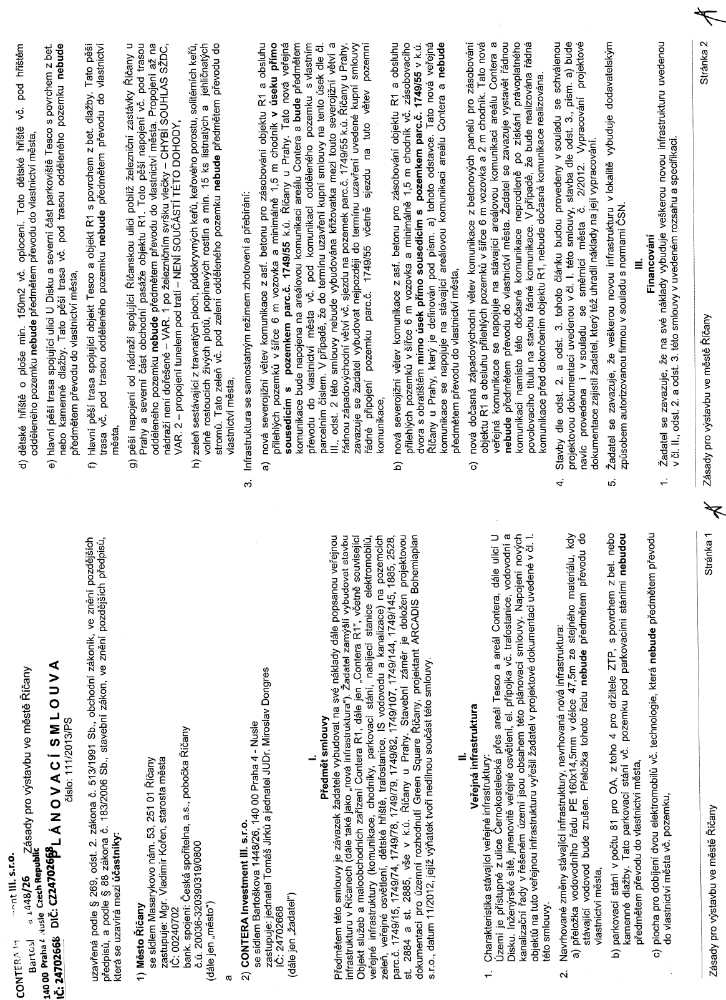 CONTERA In
ent III. s.r.o.
Bartoš
a 1448/26
Zásady pro výstavbu ve městě Říčany
140 00 Praha 4
Nusle Czech Republic
IČ: 24702668 DIČ: CZ24702668
P L Á N O V A C Í S M L O U V A
číslo: 111/2013/PS
uzavřená podle § 269, odst. 2. zákona č. 513/1991 Sb., obchodní zákoník, ve znění pozdějších
předpisů, a podle § 88 zákona č. 183/2006 Sb., stavební zákon, ve znění pozdějších předpisů,
která se uzavírá mezi účastníky:
1) Město Říčany
se sídlem Masarykovo nám. 53, 251 01 Říčany
zastupuje: Mgr. Vladimír Kořen, starosta města
IČ: 00240702
bank. spojení: Česká spořitelna, a.s., pobočka Říčany
č.ú. 20036-320390319/0800
(dále jen „město“)
a
2) CONTERA Investment III. s.r.o.
se sídlem Bartoškova 1448/26, 140 00 Praha 4 - Nusle
zastupuje: jednatel Tomáš Jirků a jednatel JUDr. Miroslav Dongres
IČ: 24702668
(dále jen „žadatel“)
I.
Předmět smlouvy
Předmětem této smlouvy je závazek žadatele vybudovat na své náklady dále popsanou veřejnou
infrastrukturu v Říčanech (dále také jako „nová infrastruktura“). Žadatel zamýšlí vybudovat stavbu
Objekt služeb a maloobchodních zařízení Contera R1, dále jen „Contera R1“, včetně související
veřejné infrastruktury (komunikace, chodníky, parkovací stání, nabíjecí stanice elektromobilů,
zeleň, veřejné osvětlení, dětské hřiště, trafostanice, IS vodovodu a kanalizace) na pozemcích
parc.č. 1749/15, 1749/74, 1749/78, 1749/79, 1749/82, 1749/107, 1749/144, 1749/145, 1885, 2528,
st. 2884 a st. 2885, vše v k.ú. Říčany u Prahy. Stavební záměr je doložen projektovou
dokumentací pro územní rozhodnutí Green Square Říčany, projektant ARCADIS Bohemiaplan
s.r.o., datum 11/2012, jejíž výňatek tvoří nedílnou součást této smlouvy.
II.
Veřejná infrastruktura
1. Charakteristika stávající veřejné infrastruktury:
Území je přístupné z ulice Černokostelecká přes areál Tesco a areál Contera, dále ulicí U
Disku. Inženýrské sítě, jmenovitě veřejné osvětlení, el. přípojka vč. trafostanice, vodovodní a
kanalizační řady v řešeném území jsou obsahem této plánovací smlouvy. Napojení nových
objektů na tuto veřejnou infrastrukturu vyřešil žadatel v projektové dokumentaci uvedené v čl. I.
této smlouvy.
2. Navrhované změny stávající infrastruktury, navrhovaná nová infrastruktura:
a) přeložka vodovodního řadu PE 160x14,5mm v délce 47,5m ze stejného materiálu, kdy
stávající vodovod bude zrušen. Přeložka tohoto řadu nebude předmětem převodu do
vlastnictví města,
b) parkovací stání v počtu 81 pro OA, z toho 4 pro držitele ZTP, s povrchem z bet. nebo
kamenné dlažby. Tato parkovací stání vč. pozemku pod parkovacími stáními nebudou
předmětem převodu do vlastnictví města,
c) plocha pro dobíjení dvou elektromobilů vč. technologie, která nebude předmětem převodu
do vlastnictví města vč. pozemku,
Zásady pro výstavbu ve městě Říčany
Stránka 1
d) dětské hřiště o ploše min. 150m2 vč. oplocení. Toto dětské hřiště vč. pod hřištěm
odděleného pozemku nebude předmětem převodu do vlastnictví města,
e) hlavní pěší trasa spojující ulici U Disku a severní část parkoviště Tesco s povrchem z bet.
nebo kamenné dlažby. Tato pěší trasa vč. pod trasou odděleného pozemku nebude
předmětem převodu do vlastnictví města,
f) hlavní pěší trasa spojující objekt Tesco a objekt R1 s povrchem z bet. dlažby. Tato pěší
trasa vč. pod trasou odděleného pozemku nebude předmětem převodu do vlastnictví
města,
g) pěší napojení od nádraží spojující Říčanskou ulici poblíž železniční zastávky Říčany u
Prahy a severní část obchodní pasáže objektu R1. Toto pěší napojení vč. pod trasou
odděleného pozemku nebude předmětem převodu do vlastnictví města. Propojení až na
nádraží není dořešené – VAR. 1 po železničním svršku vlečky – CHYBÍ SOUHLAS SŽDC,
VAR. 2 – propojení tunelem pod tratí – NENÍ SOUČÁSTÍ TÉTO DOHODY,
h) zeleň sestávající z travnatých ploch, půdokryvných keřů, keřového porostu, solitérních keřů,
volně rostoucích živých plotů, popínavých rostlin a min. 15 ks listnatých a jehličnatých
stromů. Tato zeleň vč. pod zelení odděleného pozemku nebude předmětem převodu do
vlastnictví města,
3. Infrastruktura se samostatným režimem zhotovení a přebírání:
a) nová severojižní větev komunikace z asf. betonu pro zásobování objektu R1 a obsluhu
přilehlých pozemků v šířce 6 m vozovka a minimálně 1,5 m chodník v úseku přímo
sousedícím s pozemkem parc.č. 1749/55 k.ú. Říčany u Prahy. Tato nová veřejná
komunikace bude napojena na areálovou komunikací areálu Contera a bude předmětem
převodu do vlastnictví města vč. pod komunikací odděleného pozemku s vlastním
parcelním číslem. V případě, že do termínu uzavření kupní smlouvy na tento úsek dle čl.
III., odst. 2 této smlouvy nebude vybudována křižovatka mezi touto severojižní větví a
řádnou západovýchodní větví vč. sjezdu na pozemek parc.č. 1749/55 k.ú. Říčany u Prahy,
zavazuje se žadatel vybudovat nejpozději do termínu uzavření uvedené kupní smlouvy
řádné připojení pozemku parc.č. 1749/55 včetně sjezdu na tuto větev pozemní
komunikace,
b) nová severojižní větev komunikace z asf. betonu pro zásobování objektu R1 a obsluhu
přilehlých pozemků v šířce 6 m vozovka a minimálně 1,5 m chodník vč. zásobovacího
dvora s obratištěm mimo úsek přímo sousedícím s pozemkem parc.č. 1749/55 v k.ú.
Říčany u Prahy, který je definován pod písm. a) tohoto odstavce. Tato nová veřejná
komunikace se napojuje na stávající areálovou komunikaci areálu Contera a nebude
předmětem převodu do vlastnictví města,
c) nová dočasná západovýchodní větev komunikace z betonových panelů pro zásobování
objektu R1 a obsluhu přilehlých pozemků v šířce 6 m vozovka a 2 m chodník. Tato nová
veřejná komunikace se napojuje na stávající areálovou komunikaci areálu Contera a
nebude předmětem převodu do vlastnictví města. Žadatel se zavazuje vystavět řádnou
komunikaci namísto této dočasné komunikace neprodleně po získání právoplatného
povolovacího titulu na stavbu řádné komunikace. V případě, že bude realizována řádná
komunikace před dokončením objektu R1, nebude dočasná komunikace realizována.
4. Stavby dle odst. 2. a odst. 3. tohoto článku budou provedeny v souladu se schválenou
projektovou dokumentací uvedenou v čl. I. této smlouvy, stavba dle odst. 3., písm. a) bude
navíc provedena i v souladu se směrnicí města č. 2/2012. Vypracování projektové
dokumentace zajistil žadatel, který též uhradil náklady na její vypracování.
5. Žadatel se zavazuje, že veškerou novou infrastrukturu v lokalitě vybuduje dodavatelským
způsobem autorizovanou firmou v souladu s normami ČSN.
III.
Financování
1. Žadatel se zavazuje, že na své náklady vybuduje veškerou novou infrastrukturu uvedenou
v čl. II., odst. 2. a odst. 3. této smlouvy v uvedeném rozsahu a specifikaci.
Zásady pro výstavbu ve městě Říčany
Stránka 2